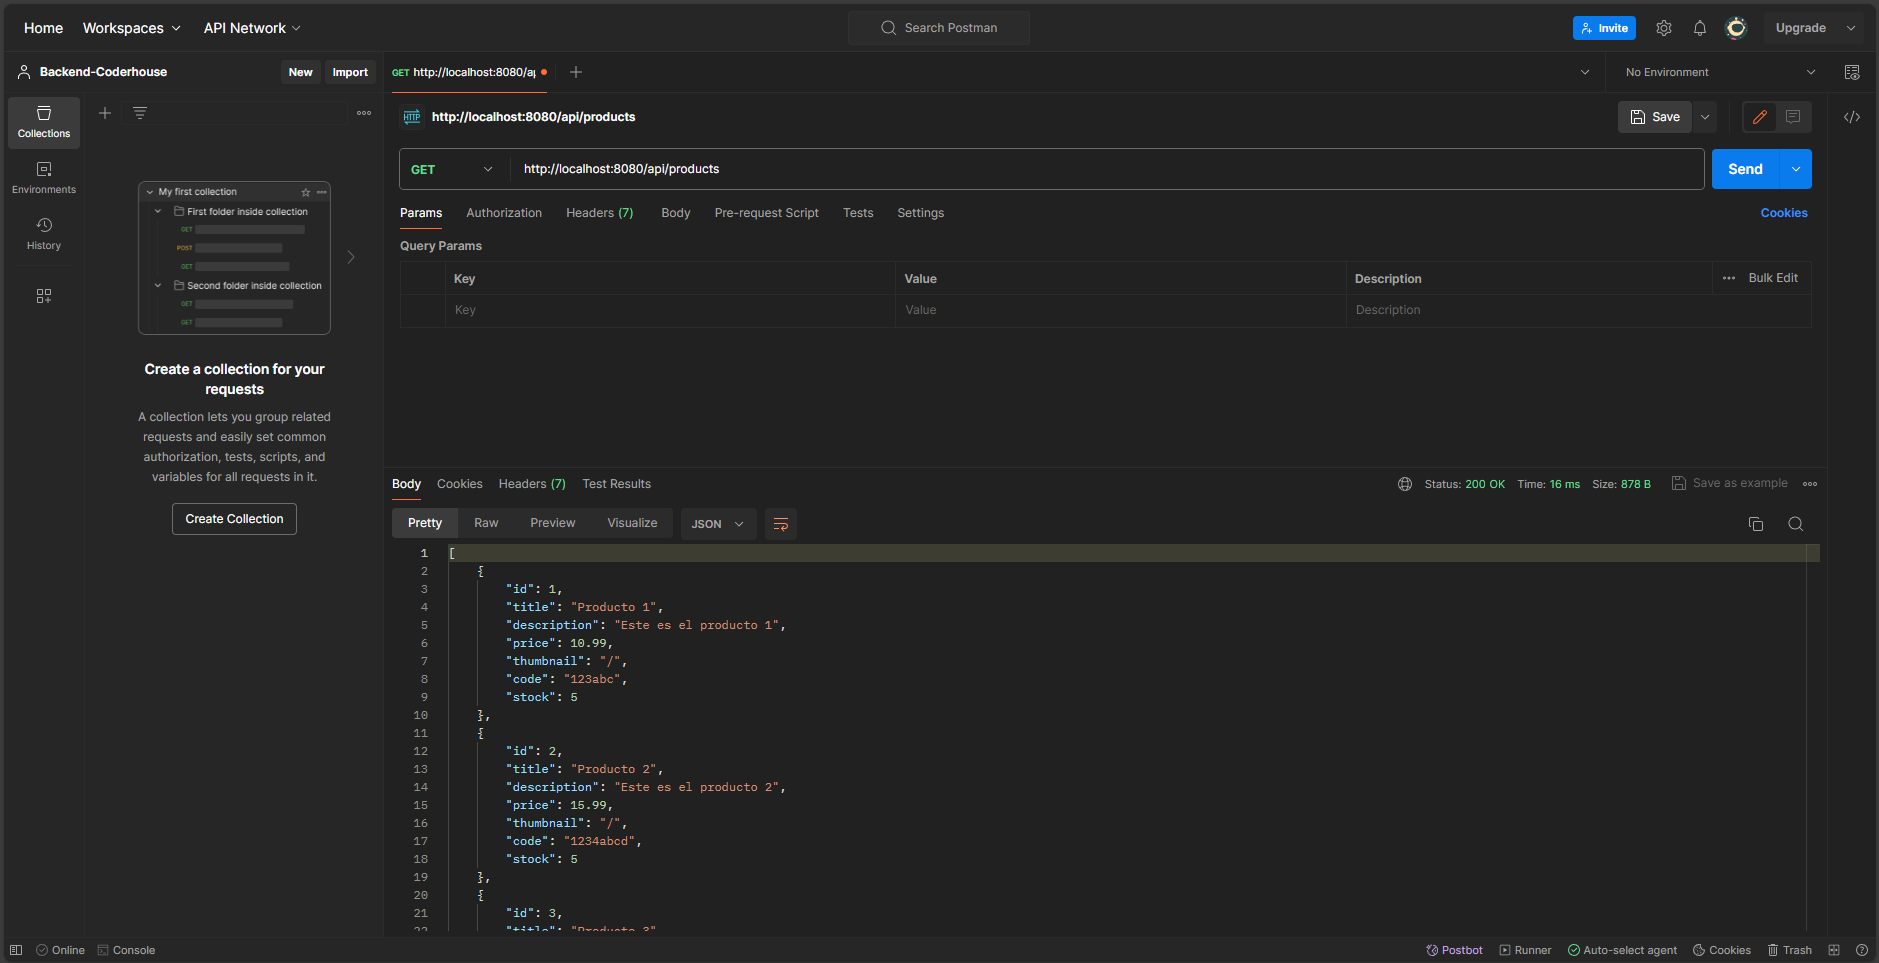 Home Workspaces API Network Search Postman Invite Upgrade
Backend-Coderhouse New Import GET http://localhost:8080/a No Environment
Collections
Environments
History
My first collection
First folder inside collection
GET
POST
GET
Second folder inside collection
GET
GET
Create a collection for your
requests
A collection lets you group related
requests and easily set common
authorization, tests, scripts, and
variables for all requests in it.
Create Collection
HTTP http://localhost:8080/api/products Save
GET http://localhost:8080/api/products Send
Params Authorization Headers (7) Body Pre-request Script Tests Settings Cookies
Query Params
Key Value Description Bulk Edit
Key Value Description
Body Cookies Headers (7) Test Results Status: 200 OK Time: 16 ms Size: 878 B Save as example
Pretty Raw Preview Visualize JSON
1 [
2 {
3 "id": 1,
4 "title": "Producto 1",
5 "description": "Este es el producto 1",
6 "price": 10.99,
7 "thumbnail": "/",
8 "code": "123abc",
9 "stock": 5
10 },
11 {
12 "id": 2,
13 "title": "Producto 2",
14 "description": "Este es el producto 2",
15 "price": 15.99,
16 "thumbnail": "/",
17 "code": "1234abcd",
18 "stock": 5
19 },
20 {
21 "id": 3,
22 "title": "Producto 3"
Online Console Postbot Runner Auto-select agent Cookies Trash